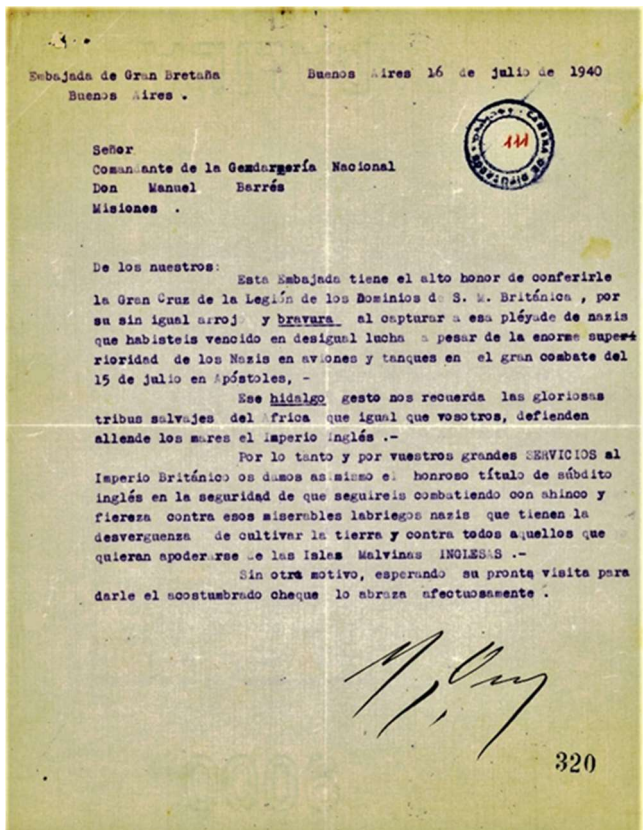 Embajada de Gran Bretaña Buenos Aires 16 de julio de 1940
Buenos Aires .
CAMARA DE DIPUTADOS
111
Señor
Comandante de la Gendarmería Nacional
Don Manuel Barrés
Misiones .
De los nuestros:
Esta Embajada tiene el alto honor de conferirle
la Gran Cruz de la Legión de los Dominios de S. M. Británica , por
su sin igual arrojo y bravura al capturar a esa pléyade de nazis
que habisteis vencido en desigual lucha a pesar de la enorme supe
rioridad de los Nazis en aviones y tanques en el gran combate del
15 de julio en Apóstoles, -
Ese hidalgo gesto nos recuerda las gloriosas
tribus salvajes del Africa que igual que vosotros, defienden
allende los mares el Imperio Inglés .-
Por lo tanto y por vuestros grandes SERVICIOS al
Imperio Británico os damos asimismo el honroso título de súbdito
inglés en la seguridad de que seguireis combatiendo con ahinco y
fiereza contra esos miserables labriegos nazis que tienen la
desverguenza de cultivar la tierra y contra todos aquellos que
quieran apoderarse de las Islas Malvinas INGLESAS .-
Sin otro motivo, esperando su pronta visita para
darle el acostumbrado cheque lo abraza afectuosamente .
320